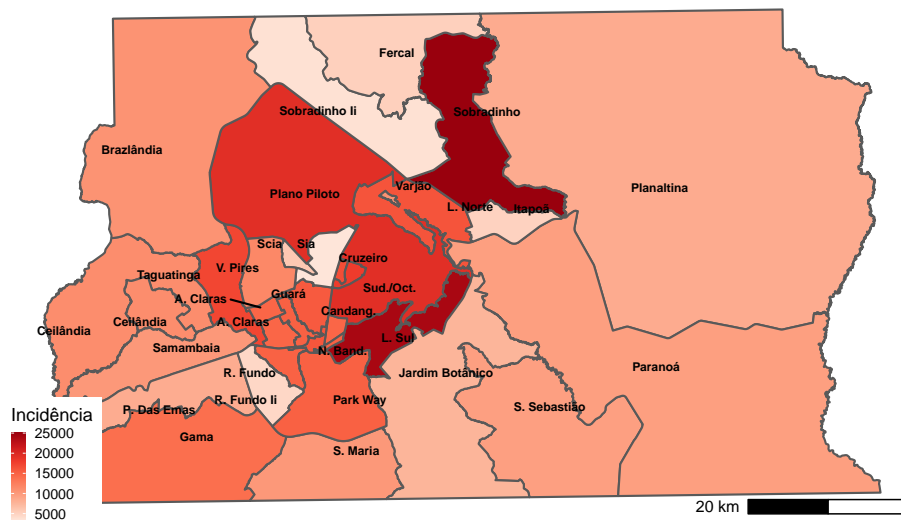 Fercal
Sobradinho Ii
Sobradinho
Brazlândia
Plano Piloto
Varjão
Planaltina
L. Norte
Itapoã
Scia
Sia
Cruzeiro
V. Pires
Taguatinga
Guará
Sud./Oct.
A. Claras
Candang.
Ceilândia
Ceilândia
A. Claras
L. Sul
Samambaia
N. Band.
R. Fundo
Jardim Botânico
Paranoá
R. Fundo Ii
Park Way
P. Das Emas
S. Sebastião
Gama
S. Maria
Incidência
25000
20000
15000
10000
5000
20 km